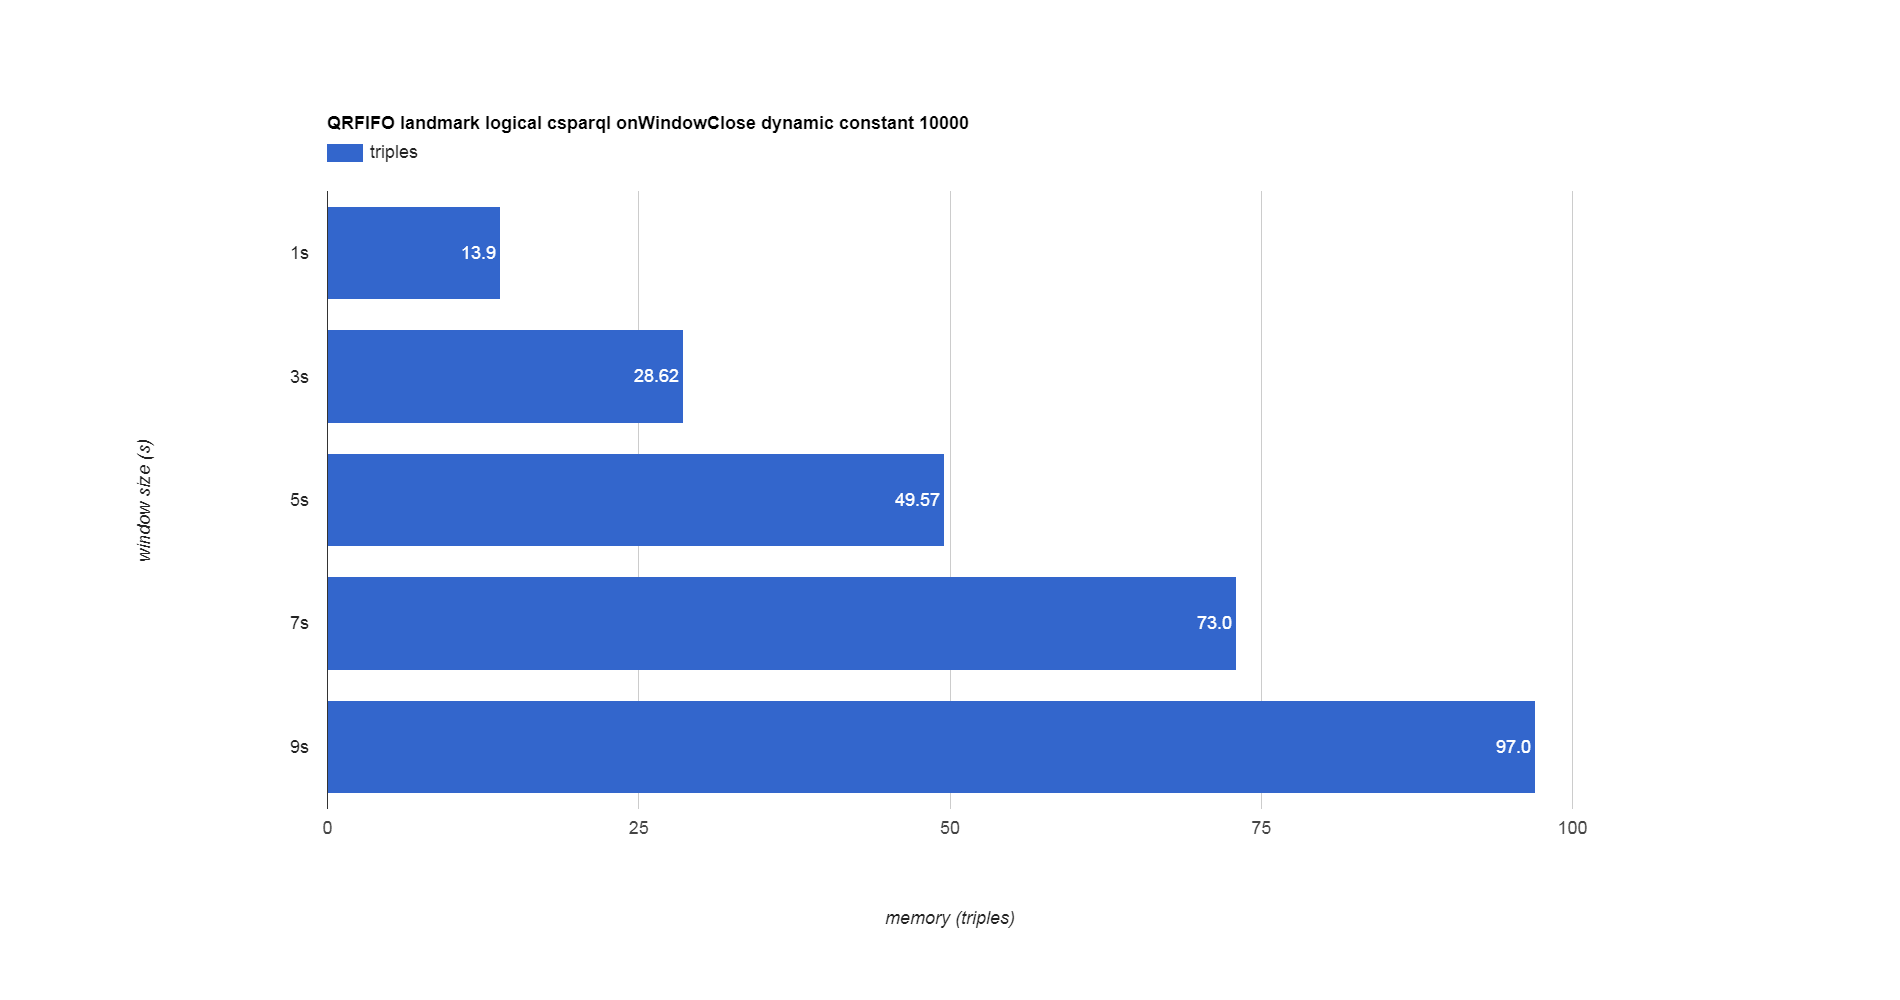 QRFIFO landmark logical csparql onWindowClose dynamic constant 10000
triples
1s
13.9
3s
28.62
5s
49.57
7s
73.0
9s
97.0
window size (s)
0 25 50 75 100
memory (triples)